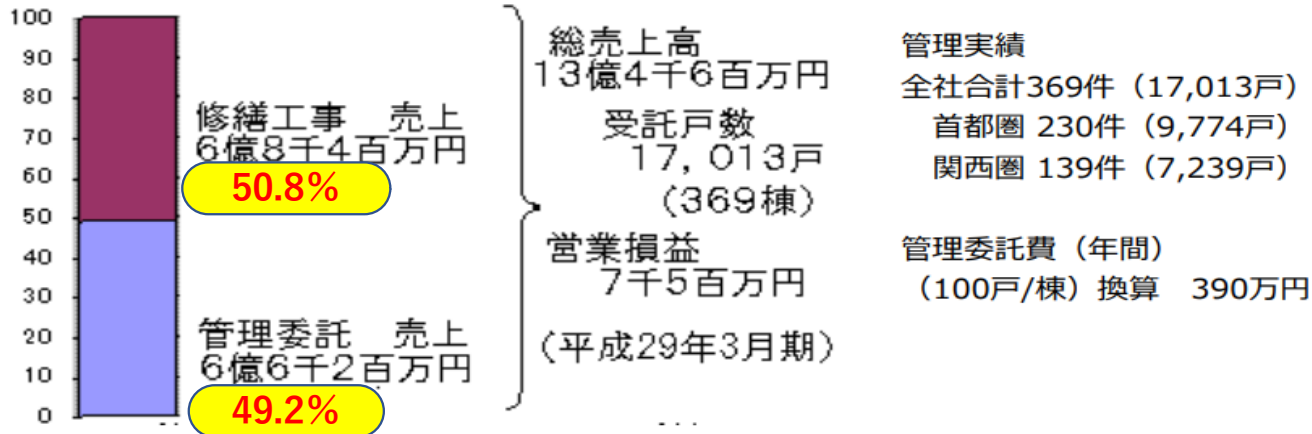 100
90
80
70
60
50
40
30
20
10
0
修繕工事　売上
6億8千4百万円
50.8%
管理委託　売上
6億6千2百万円
49.2%
総売上高
13億4千6百万円
受託戸数
17，013戸
（369棟）
営業損益
7千5百万円
（平成29年3月期）
管理実績
全社合計369件（17,013戸）
首都圏 230件（9,774戸）
関西圏 139件（7,239戸）
管理委託費（年間）
（100戸/棟）換算　390万円